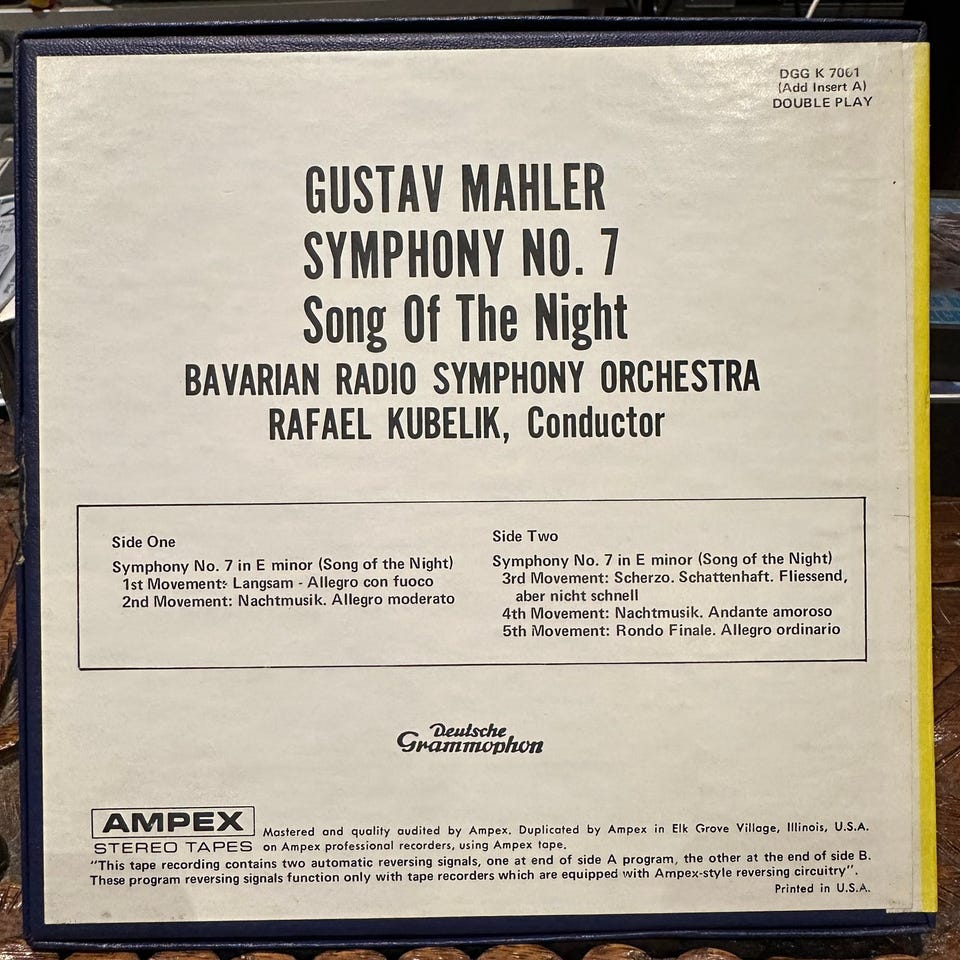 DGG K 7061
(Add Insert A)
DOUBLE PLAY
GUSTAV MAHLER
SYMPHONY NO. 7
Song Of The Night
BAVARIAN RADIO SYMPHONY ORCHESTRA
RAFAEL KUBELIK, Conductor
Side One
Symphony No. 7 in E minor (Song of the Night)
1st Movement: Langsam - Allegro con fuoco
2nd Movement: Nachtmusik. Allegro moderato
Side Two
Symphony No. 7 in E minor (Song of the Night)
3rd Movement: Scherzo. Schattenhaft. Fliessend,
aber nicht schnell
4th Movement: Nachtmusik. Andante amoroso
5th Movement: Rondo Finale. Allegro ordinario
Deutsche
Grammophon
AMPEX
STEREO TAPES
Mastered and quality audited by Ampex. Duplicated by Ampex in Elk Grove Village, Illinois, U.S.A.
on Ampex professional recorders, using Ampex tape.
"This tape recording contains two automatic reversing signals, one at end of side A program, the other at the end of side B.
These program reversing signals function only with tape recorders which are equipped with Ampex-style reversing circuitry".
Printed in U.S.A.